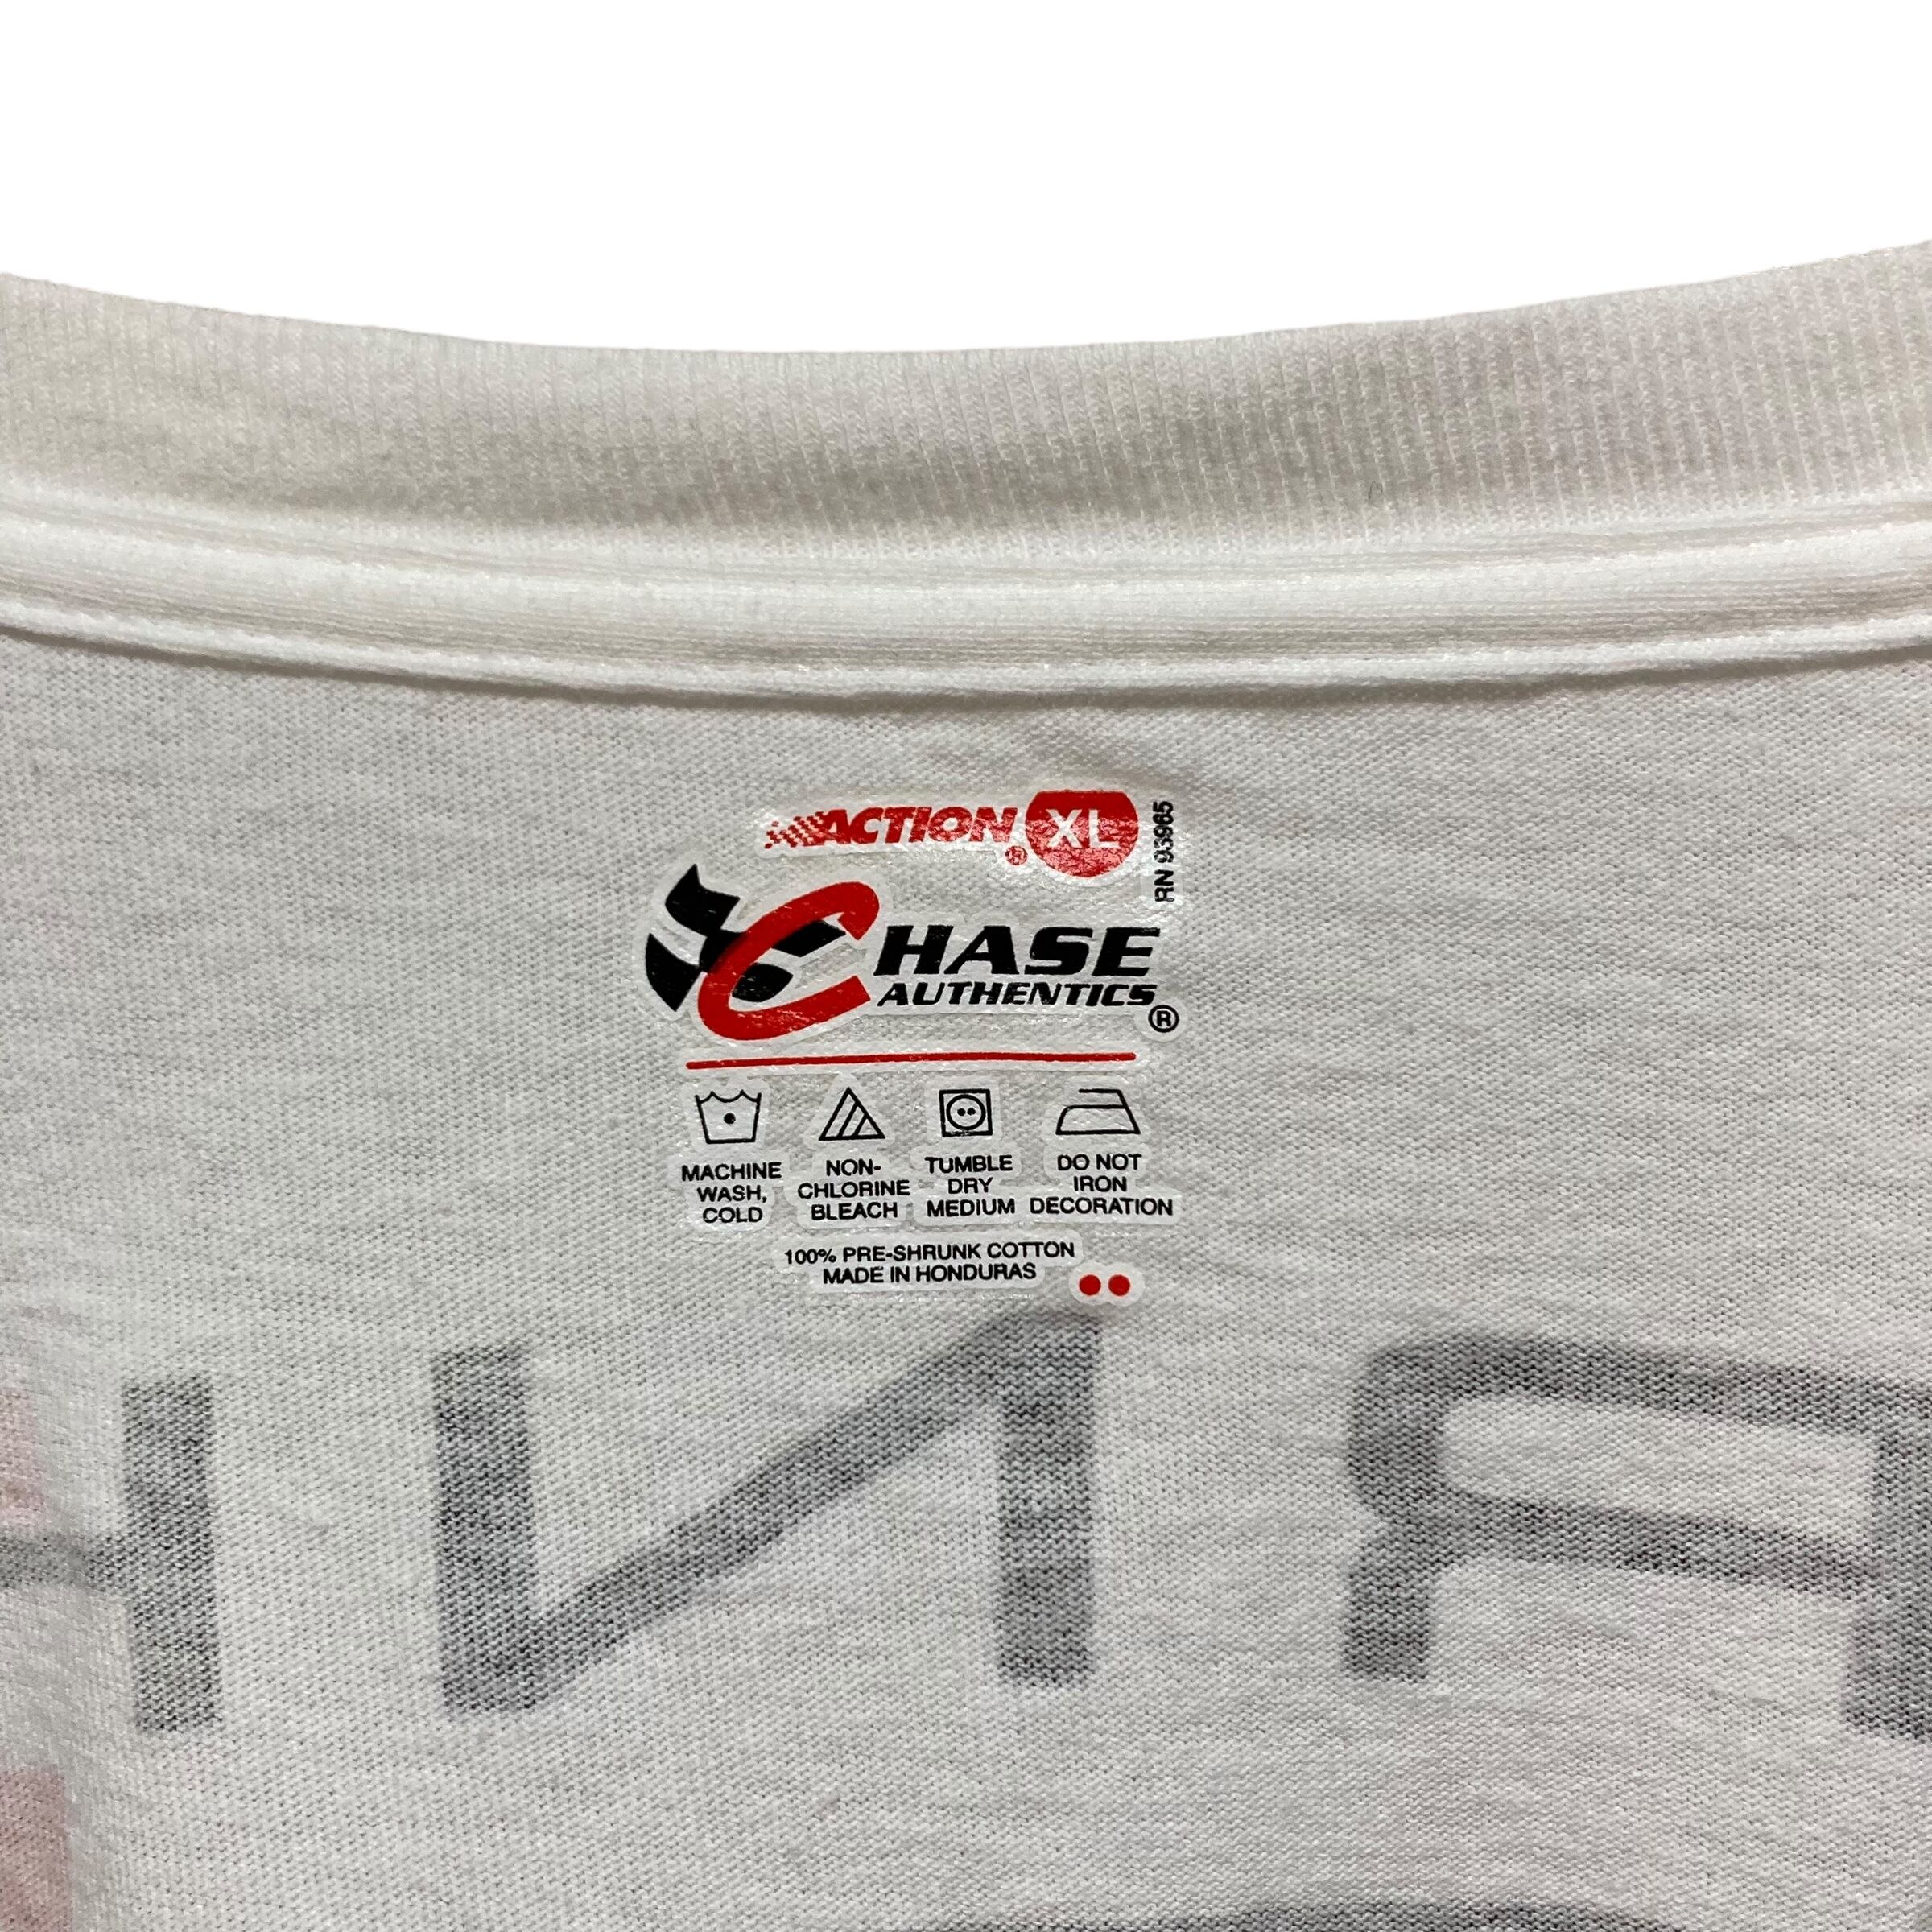 ACTION® XL
RN 93965
CHASE
AUTHENTICS®
MACHINE WASH, COLD
NON-CHLORINE BLEACH
TUMBLE DRY MEDIUM
DO NOT IRON DECORATION
100% PRE-SHRUNK COTTON
MADE IN HONDURAS